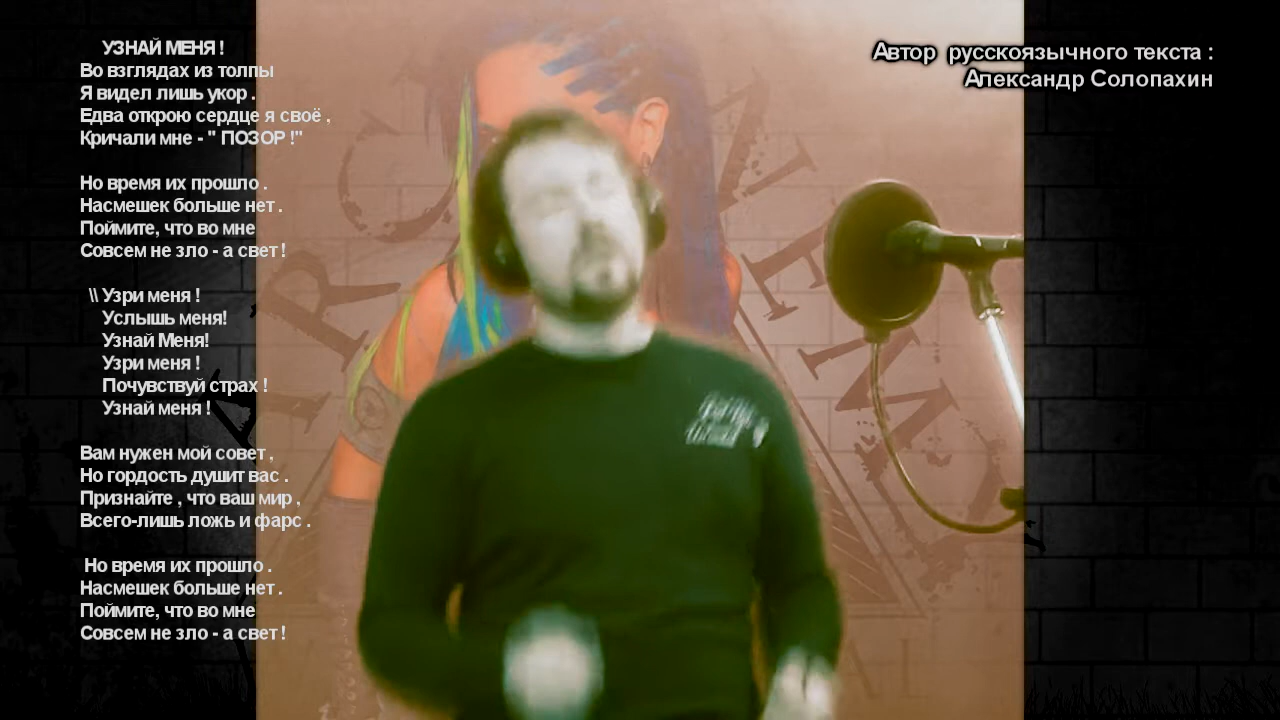 УЗНАЙ МЕНЯ !
Во взглядах из толпы
Я видел лишь укор .
Едва открою сердце я своё ,
Кричали мне - " ПОЗОР !"
Но время их прошло .
Насмешек больше нет .
Поймите, что во мне
Совсем не зло - а свет !
\\ Узри меня !
Услышь меня!
Узнай Меня!
Узри меня !
Почувствуй страх !
Узнай меня !
Вам нужен мой совет ,
Но гордость душит вас .
Признайте , что ваш мир ,
Всего-лишь ложь и фарс .
Но время их прошло .
Насмешек больше нет .
Поймите, что во мне
Совсем не зло - а свет !
Автор русскоязычного текста :
Александр Солопахин
ARCH ENEMY